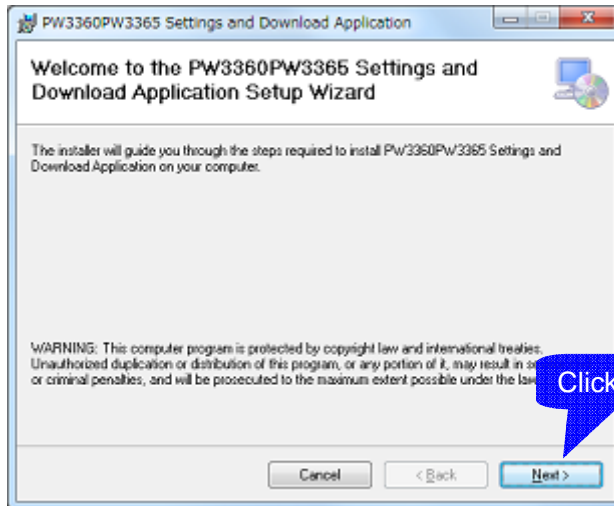 PW3360PW3365 Settings and Download Application
Welcome to the PW3360PW3365 Settings and
Download Application Setup Wizard
The installer will guide you through the steps required to install PW3360PW3365 Settings and
Download Application on your computer.
WARNING: This computer program is protected by copyright law and international treaties.
Unauthorized duplication or distribution of this program, or any portion of it, may result in
or criminal penalties, and will be prosecuted to the maximum extent possible under the
Click
Cancel
< Back
Next >